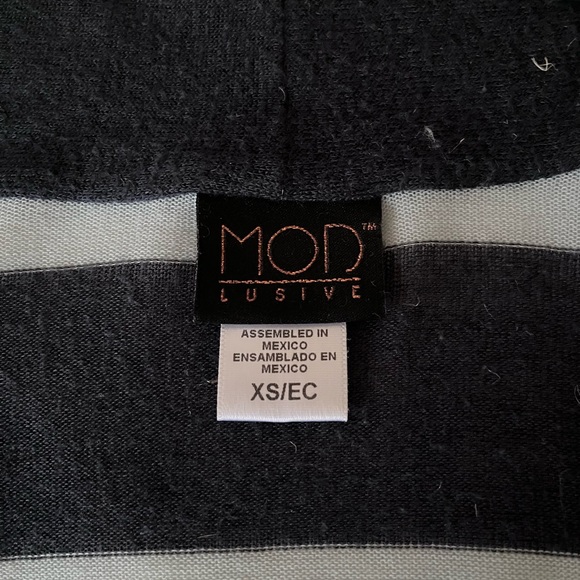 MOD™
LUSIVE
ASSEMBLED IN
MEXICO
ENSAMBLADO EN
MEXICO
XS/EC